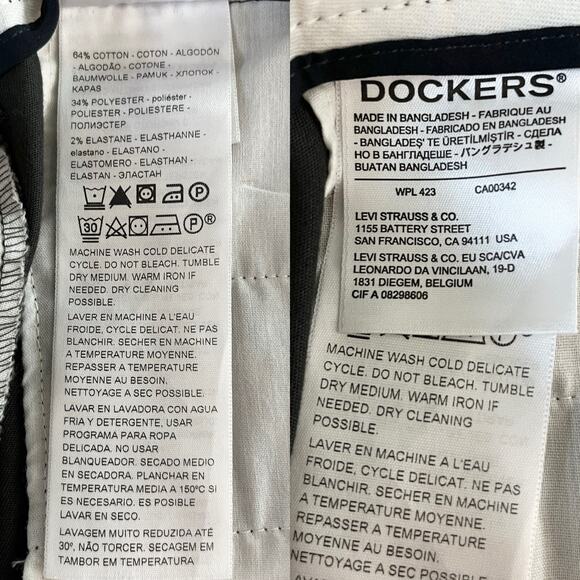 64% COTTON - COTON - ALGODÓN
- ALGODÃO - COTONE -
BAUMWOLLE - PAMUK - ХЛОПОК -
KAPAS
34% POLYESTER - poliéster -
POLIESTER - POLIESTERE -
ПОЛИЭСТЕР
2% ELASTANE - ELASTHANNE -
elastano - ELASTANO -
ELASTOMERO - ELASTHAN -
ELASTAN - ЭЛАСТАН
P
30 P®
MACHINE WASH COLD DELICATE
CYCLE. DO NOT BLEACH. TUMBLE
DRY MEDIUM. WARM IRON IF
NEEDED. DRY CLEANING
POSSIBLE.
LAVER EN MACHINE A L'EAU
FROIDE, CYCLE DELICAT. NE PAS
BLANCHIR. SECHER EN MACHINE
A TEMPERATURE MOYENNE.
REPASSER A TEMPERATURE
MOYENNE AU BESOIN.
NETTOYAGE A SEC POSSIBLE.
LAVAR EN LAVADORA CON AGUA
FRIA Y DETERGENTE, USAR
PROGRAMA PARA ROPA
DELICADA. NO USAR
BLANQUEADOR. SECADO MEDIO
EN SECADORA. PLANCHAR EN
TEMPERATURA MEDIA A 150ºC SI
ES NECESARIO. ES POSIBLE
LAVAR EN SECO.
LAVAGEM MUITO REDUZIDA ATÉ
30º, NÃO TORCER. SECAGEM EM
TAMBOR EM TEMPERATURA
DOCKERS®
MADE IN BANGLADESH - FABRIQUE AU
BANGLADESH - FABRICADO EN BANGLADESH
- BANGLADEŞ'TE ÜRETİLMİŞTİR - СДЕЛА
НО В БАНГЛАДЕШЕ - バングラデシュ製 -
BUATAN BANGLADESH
WPL 423 CA00342
LEVI STRAUSS & CO.
1155 BATTERY STREET
SAN FRANCISCO, CA 94111 USA
LEVI STRAUSS & CO. EU SCA/CVA
LEONARDO DA VINCILAAN, 19-D
1831 DIEGEM, BELGIUM
CIF A 08298606
MACHINE WASH COLD DELICATE
CYCLE. DO NOT BLEACH. TUMBLE
DRY MEDIUM. WARM IRON IF
NEEDED. DRY CLEANING
POSSIBLE.
LAVER EN MACHINE A L'EAU
FROIDE, CYCLE DELICAT. NE PAS
BLANCHIR. SECHER EN MACHINE
A TEMPERATURE MOYENNE.
REPASSER A TEMPERATURE
MOYENNE AU BESOIN.
NETTOYAGE A SEC POSSIBLE.